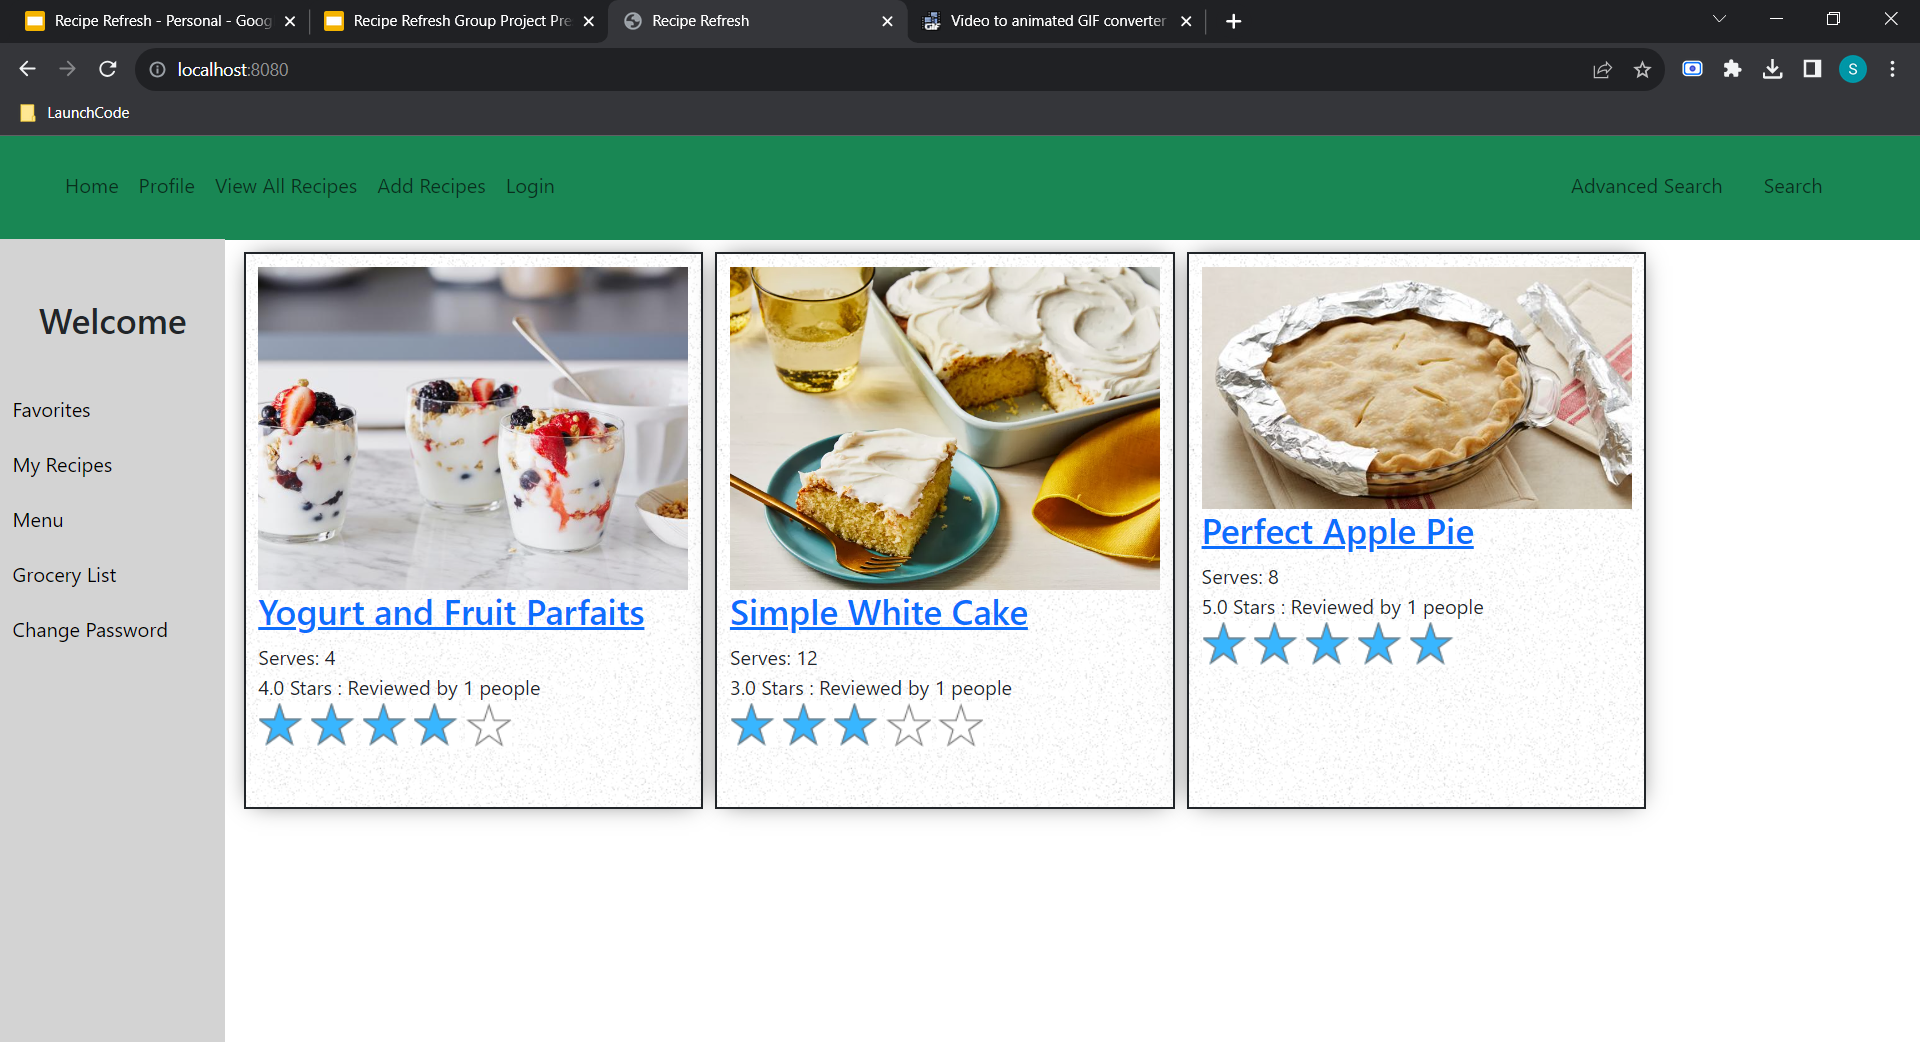 Recipe Refresh - Personal - Goog
Recipe Refresh Group Project Pre
Recipe Refresh
Video to animated GIF converter
localhost:8080
S
LaunchCode
Home Profile View All Recipes Add Recipes Login Advanced Search Search
Welcome
Favorites
My Recipes
Menu
Grocery List
Change Password
Yogurt and Fruit Parfaits
Serves: 4
4.0 Stars : Reviewed by 1 people
Simple White Cake
Serves: 12
3.0 Stars : Reviewed by 1 people
Perfect Apple Pie
Serves: 8
5.0 Stars : Reviewed by 1 people